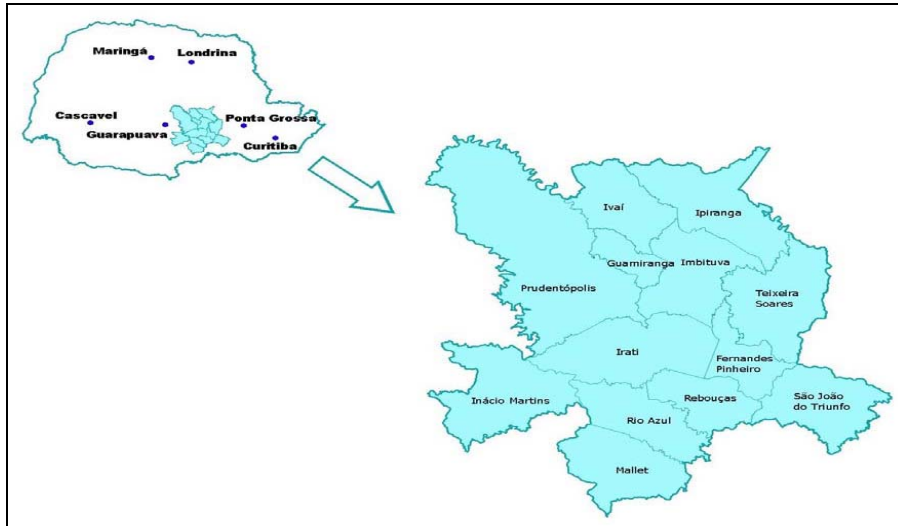 Maringá
Londrina
Cascavel
Guarapuava
Ponta Grossa
Curitiba
Ivaí
Ipiranga
Guamiranga
Imbituva
Prudentópolis
Teixeira
Soares
Irati
Fernandes
Pinheiro
Inácio Martins
Rebouças
São João
do Triunfo
Rio Azul
Mallet